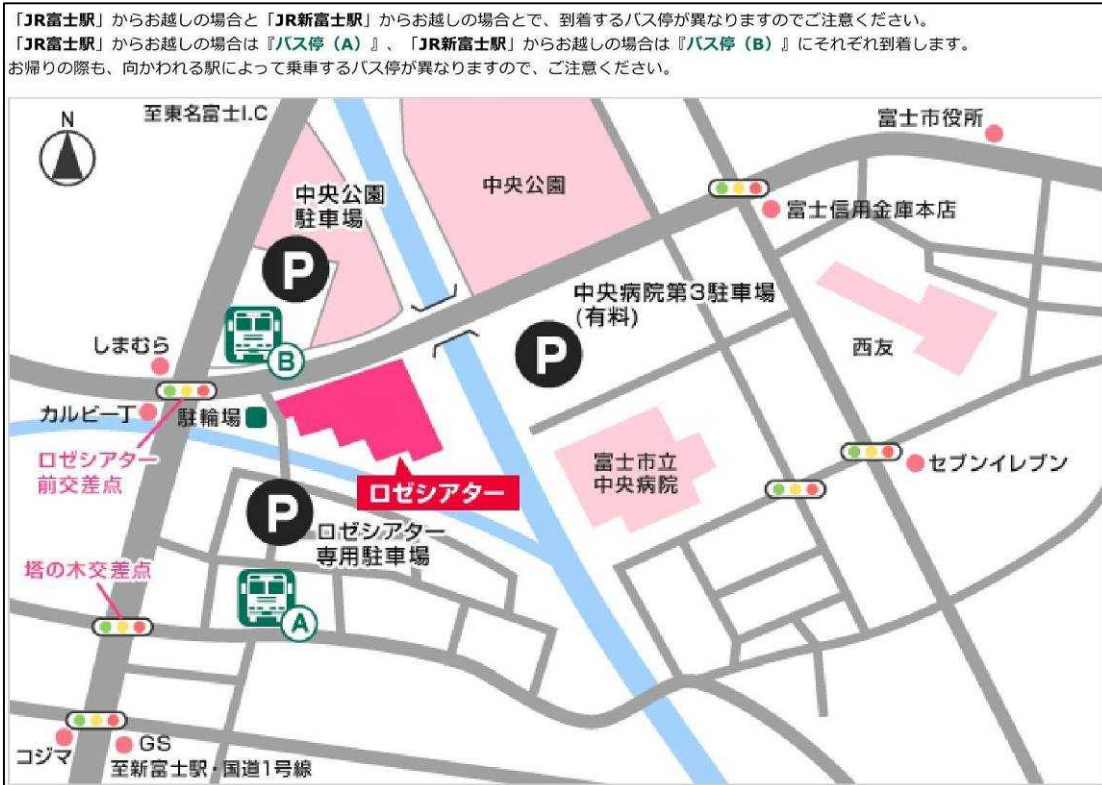 「JR富士駅」からお越しの場合と「JR新富士駅」からお越しの場合とで、到着するバス停が異なりますのでご注意ください。
「JR富士駅」からお越しの場合は『バス停（A）』、「JR新富士駅」からお越しの場合は『バス停（B）』にそれぞれ到着します。
お帰りの際も、向かわれる駅によって乗車するバス停が異なりますので、ご注意ください。
N
至東名富士I.C
富士市役所
中央公園
駐車場
P
中央公園
富士信用金庫本店
中央病院第3駐車場
(有料)
P
B
しまむら
西友
カルビ一丁
駐輪場
ロゼシアター
前交差点
富士市立
中央病院
セブンイレブン
ロゼシアター
P
ロゼシアター
専用駐車場
塔の木交差点
A
コジマ
GS
至新富士駅・国道1号線